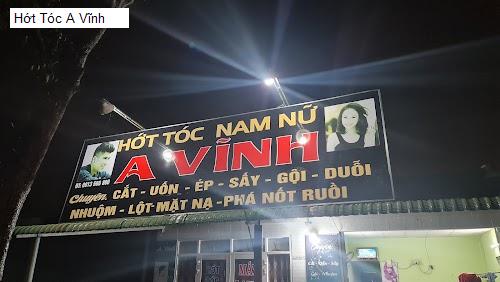 Hớt Tóc A Vĩnh
HỚT TÓC NAM NỮ
A VĨNH
Chuyên: CẮT - UỐN - ÉP - SẤY - GỘI - DUỖI
NHUỘM - LỘT MẶT NẠ - PHÁ NỐT RUỒI